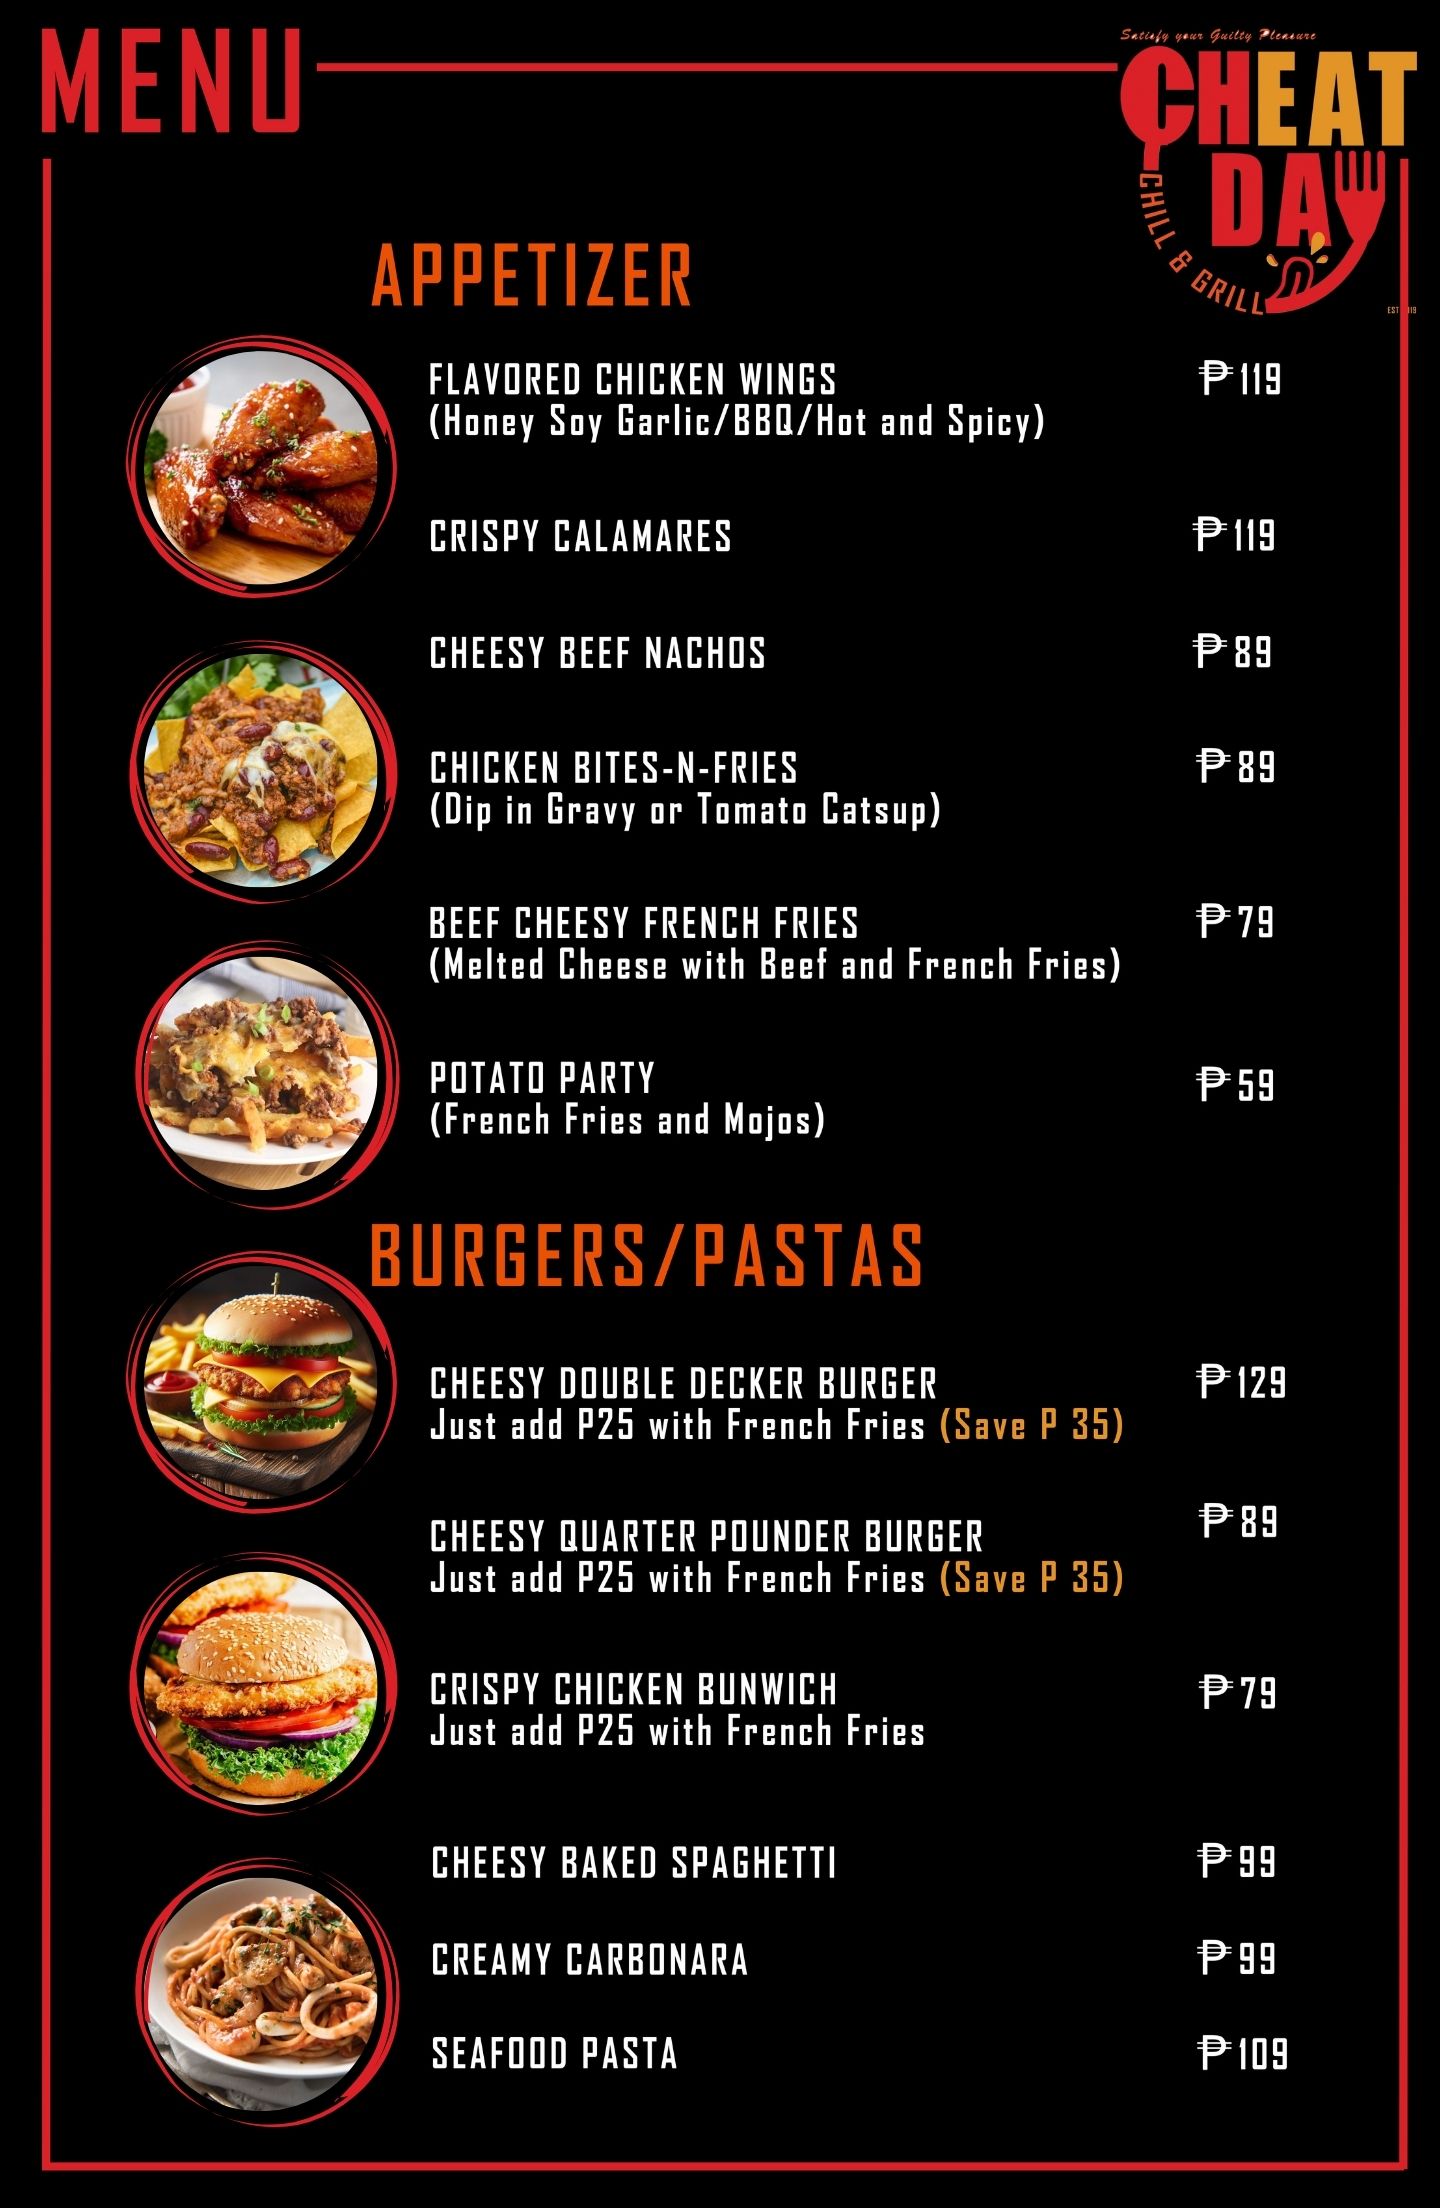 MENU
Satisfy your Guilty Pleasure
CHEAT
DAY
CHILL & GRILL
APPETIZER
FLAVORED CHICKEN WINGS ₱119
(Honey Soy Garlic/BBQ/Hot and Spicy)
CRISPY CALAMARES ₱119
CHEESY BEEF NACHOS ₱89
CHICKEN BITES-N-FRIES ₱89
(Dip in Gravy or Tomato Catsup)
BEEF CHEESY FRENCH FRIES ₱79
(Melted Cheese with Beef and French Fries)
POTATO PARTY ₱59
(French Fries and Mojos)
BURGERS/PASTAS
CHEESY DOUBLE DECKER BURGER ₱129
Just add P25 with French Fries (Save P 35)
CHEESY QUARTER POUNDER BURGER ₱89
Just add P25 with French Fries (Save P 35)
CRISPY CHICKEN BUNWICH ₱79
Just add P25 with French Fries
CHEESY BAKED SPAGHETTI ₱99
CREAMY CARBONARA ₱99
SEAFOOD PASTA ₱109